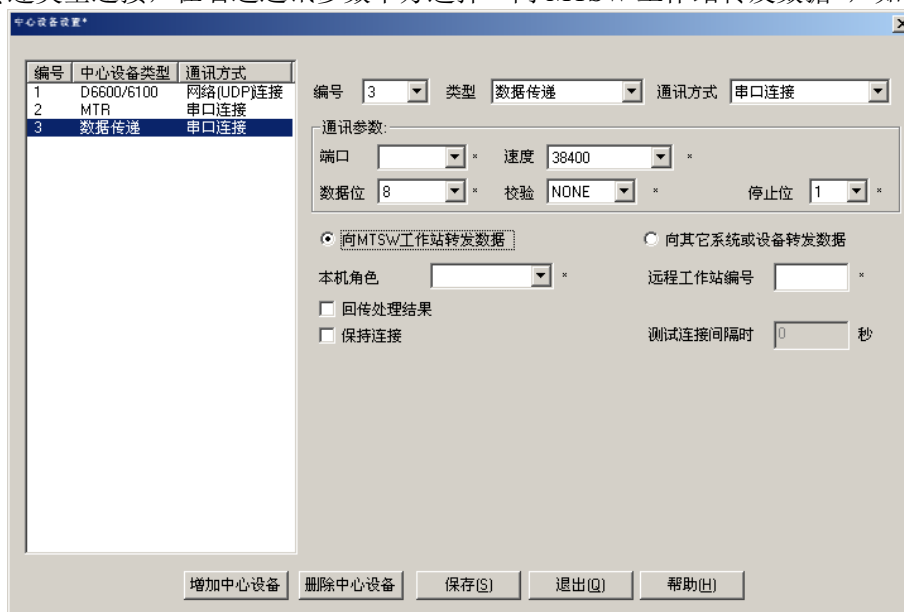 中心设备设置*
编号 中心设备类型 通讯方式
1 D6600/6100 网络(UDP)连接
2 MTR 串口连接
3 数据传递 串口连接
编号 3 类型 数据传递 通讯方式 串口连接
通讯参数:
端口 * 速度 38400 *
数据位 8 * 校验 NONE * 停止位 1 *
向MTSW工作站转发数据 向其它系统或设备转发数据
本机角色 * 远程工作站编号 *
回传处理结果
保持连接 测试连接间隔时 0 秒
增加中心设备 删除中心设备 保存(S) 退出(Q) 帮助(H)